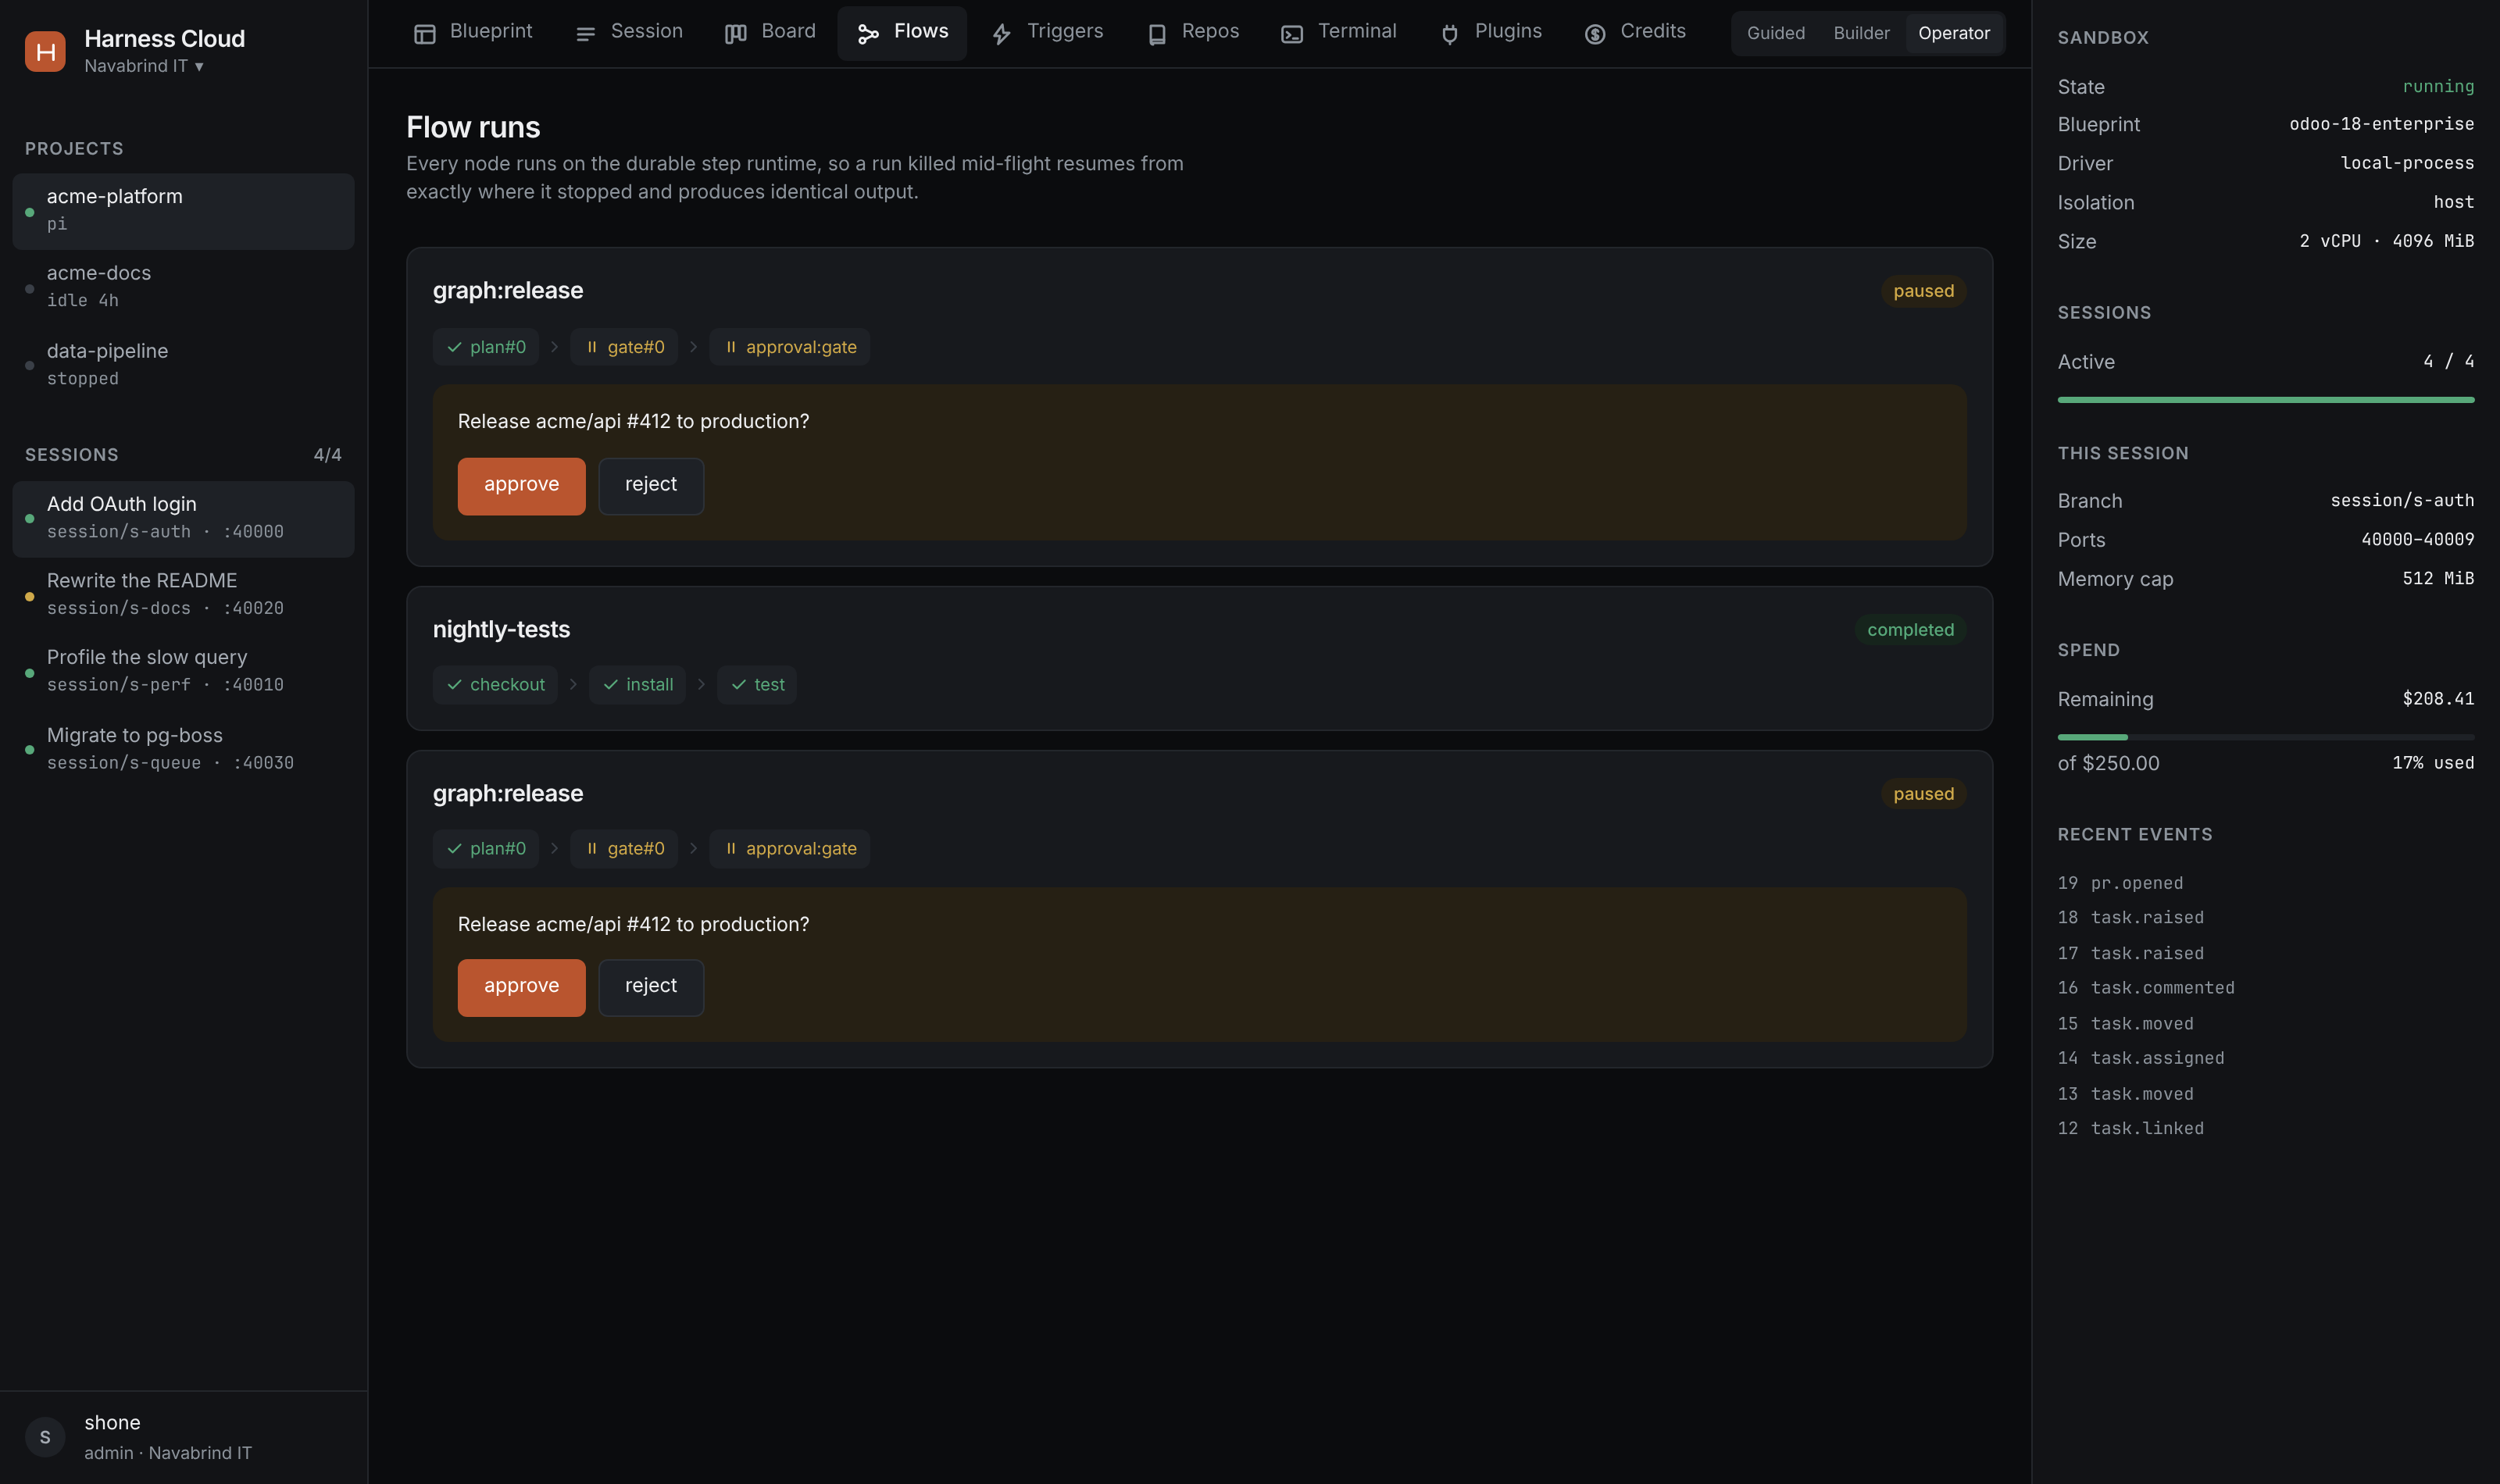 Harness Cloud
Navabrind IT ▾
PROJECTS
acme-platform
pi
acme-docs
idle 4h
data-pipeline
stopped
SESSIONS 4/4
Add OAuth login
session/s-auth · :40000
Rewrite the README
session/s-docs · :40020
Profile the slow query
session/s-perf · :40010
Migrate to pg-boss
session/s-queue · :40030
S
shone
admin · Navabrind IT
Blueprint Session Board Flows Triggers Repos Terminal Plugins Credits Guided Builder Operator
Flow runs
Every node runs on the durable step runtime, so a run killed mid-flight resumes from
exactly where it stopped and produces identical output.
graph:release paused
plan#0 gate#0 approval:gate
Release acme/api #412 to production?
approve reject
nightly-tests completed
checkout install test
graph:release paused
plan#0 gate#0 approval:gate
Release acme/api #412 to production?
approve reject
SANDBOX
State running
Blueprint odoo-18-enterprise
Driver local-process
Isolation host
Size 2 vCPU · 4096 MiB
SESSIONS
Active 4 / 4
THIS SESSION
Branch session/s-auth
Ports 40000–40009
Memory cap 512 MiB
SPEND
Remaining $208.41
of $250.00 17% used
RECENT EVENTS
19 pr.opened
18 task.raised
17 task.raised
16 task.commented
15 task.moved
14 task.assigned
13 task.moved
12 task.linked